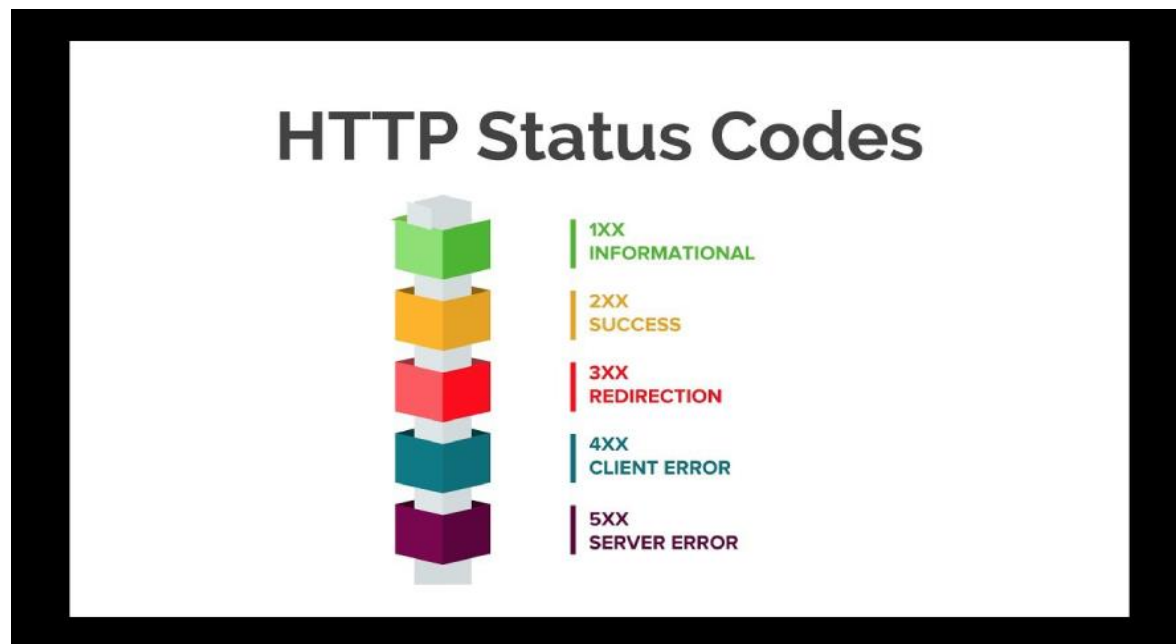 HTTP Status Codes
1XX
INFORMATIONAL
2XX
SUCCESS
3XX
REDIRECTION
4XX
CLIENT ERROR
5XX
SERVER ERROR